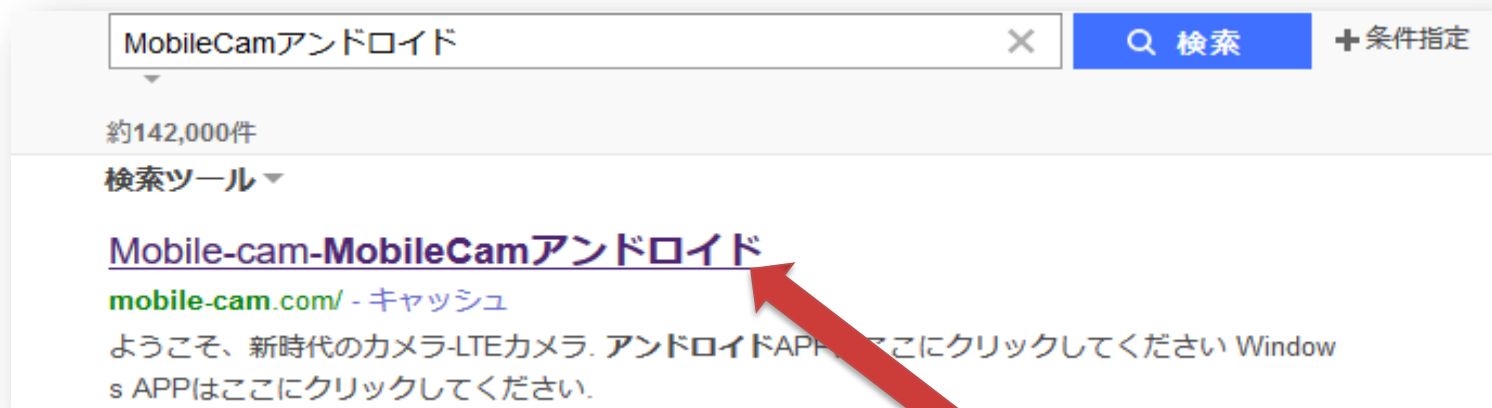 MobileCamアンドロイド
検索
条件指定
約142,000件
検索ツール
Mobile-cam-MobileCamアンドロイド
mobile-cam.com/ - キャッシュ
ようこそ、新時代のカメラ-LTEカメラ. アンドロイドAPP ここにクリックしてください Window
s APPはここにクリックしてください.